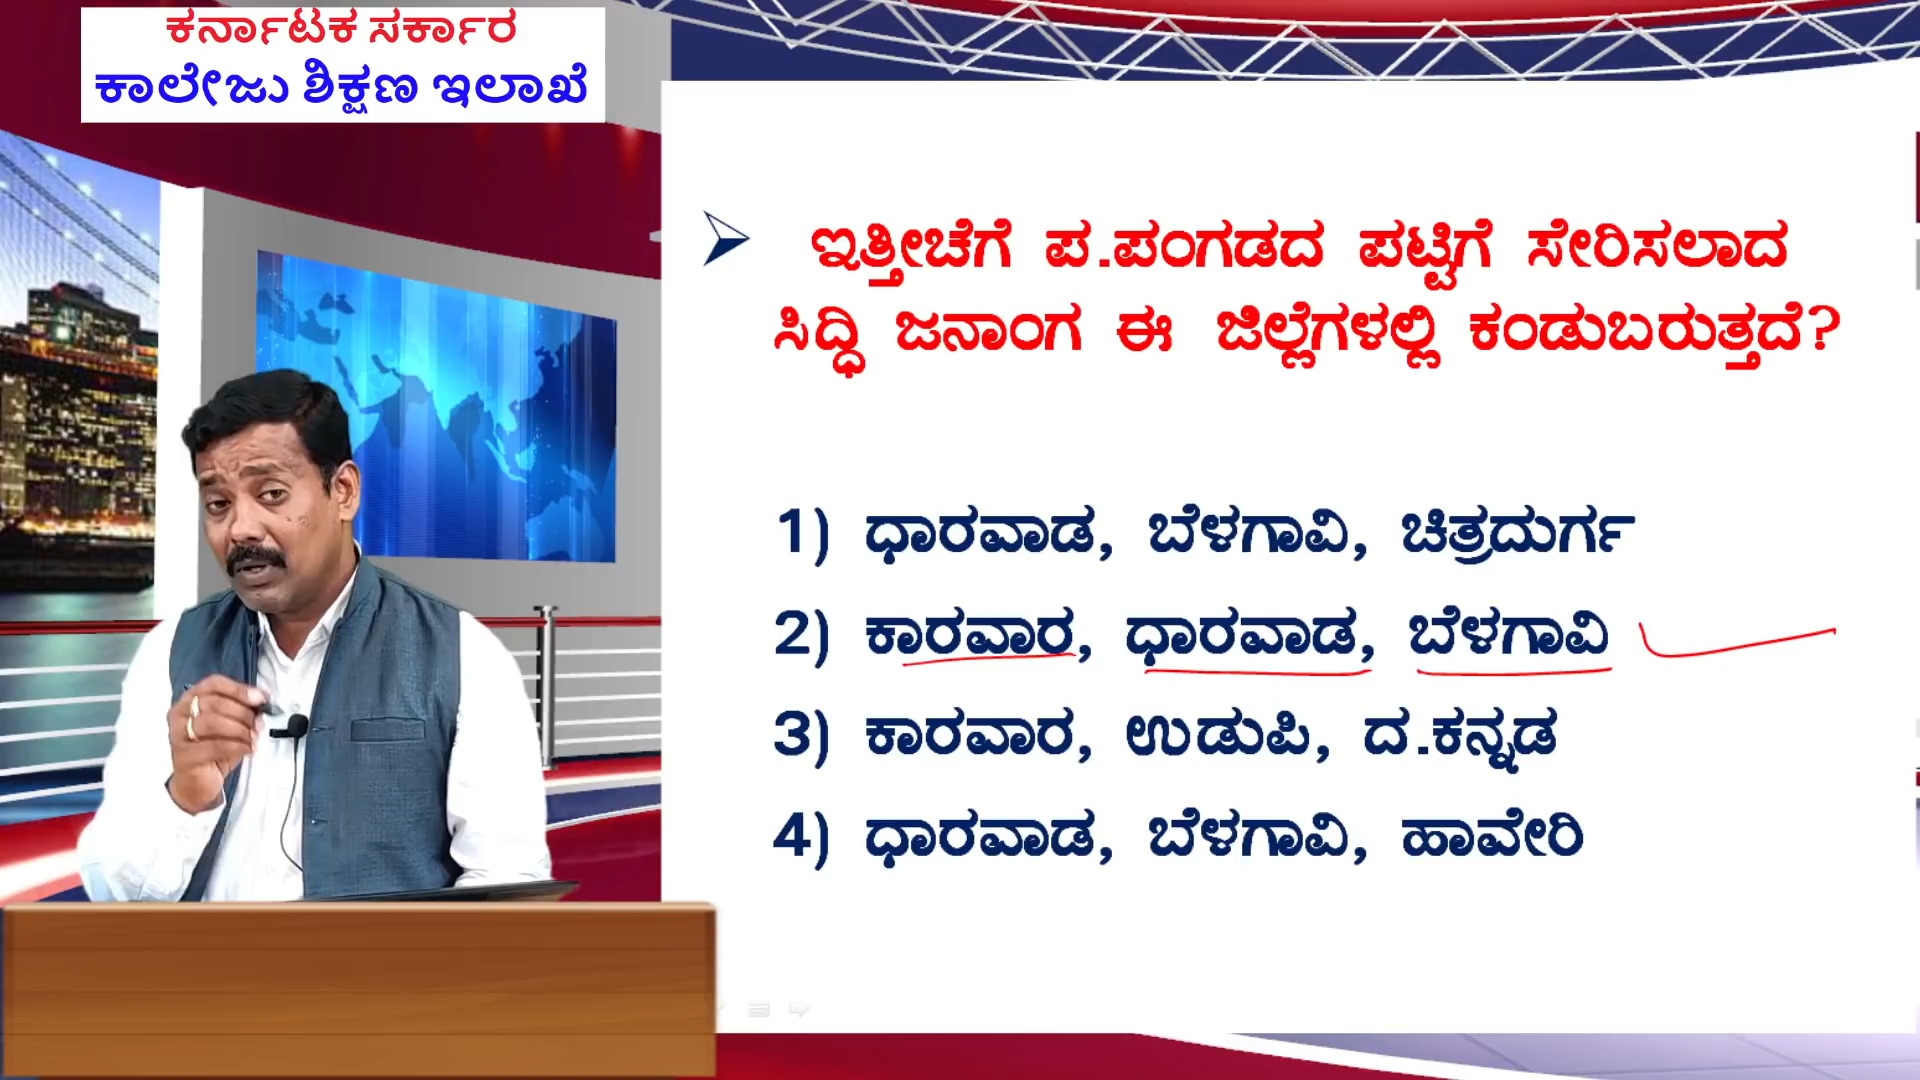 ಕರ್ನಾಟಕ ಸರ್ಕಾರ
ಕಾಲೇಜು ಶಿಕ್ಷಣ ಇಲಾಖೆ
ಇತ್ತೀಚೆಗೆ ಪ.ಪಂಗಡದ ಪಟ್ಟಿಗೆ ಸೇರಿಸಲಾದ
ಸಿದ್ಧಿ ಜನಾಂಗ ಈ ಜಿಲ್ಲೆಗಳಲ್ಲಿ ಕಂಡುಬರುತ್ತದೆ?
1) ಧಾರವಾಡ, ಬೆಳಗಾವಿ, ಚಿತ್ರದುರ್ಗ
2) ಕಾರವಾರ, ಧಾರವಾಡ, ಬೆಳಗಾವಿ
3) ಕಾರವಾರ, ಉಡುಪಿ, ದ.ಕನ್ನಡ
4) ಧಾರವಾಡ, ಬೆಳಗಾವಿ, ಹಾವೇರಿ